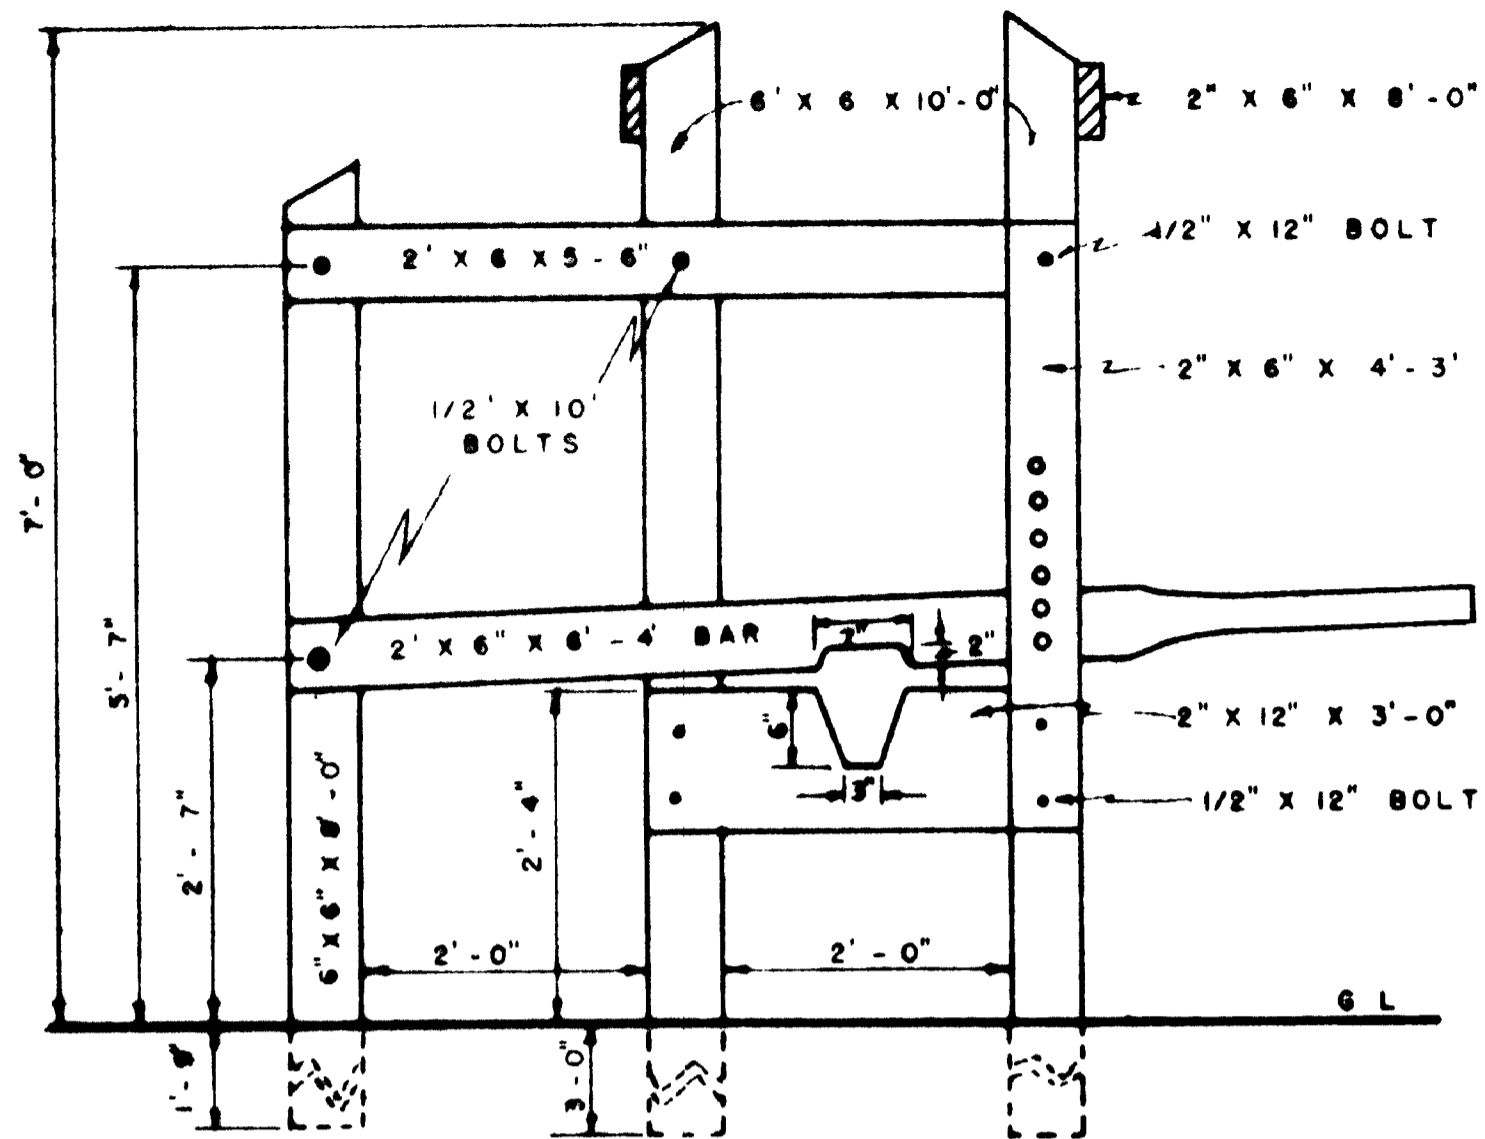 6' X 6 X 10'-0"
2" X 6" X 8'-0"
1/2" X 12" BOLT
2' X 6 X 5-6"
2" X 6" X 4'-3'
1/2' X 10'
BOLTS
7'-0"
5'-7"
2' X 6" X 6'-4' BAR
7"
2"
2" X 12" X 3'-0"
6"
3"
1/2" X 12" BOLT
2'-7"
6" X 6" X 8'-0"
2'-4"
2'-0"
2'-0"
G L
3-0"